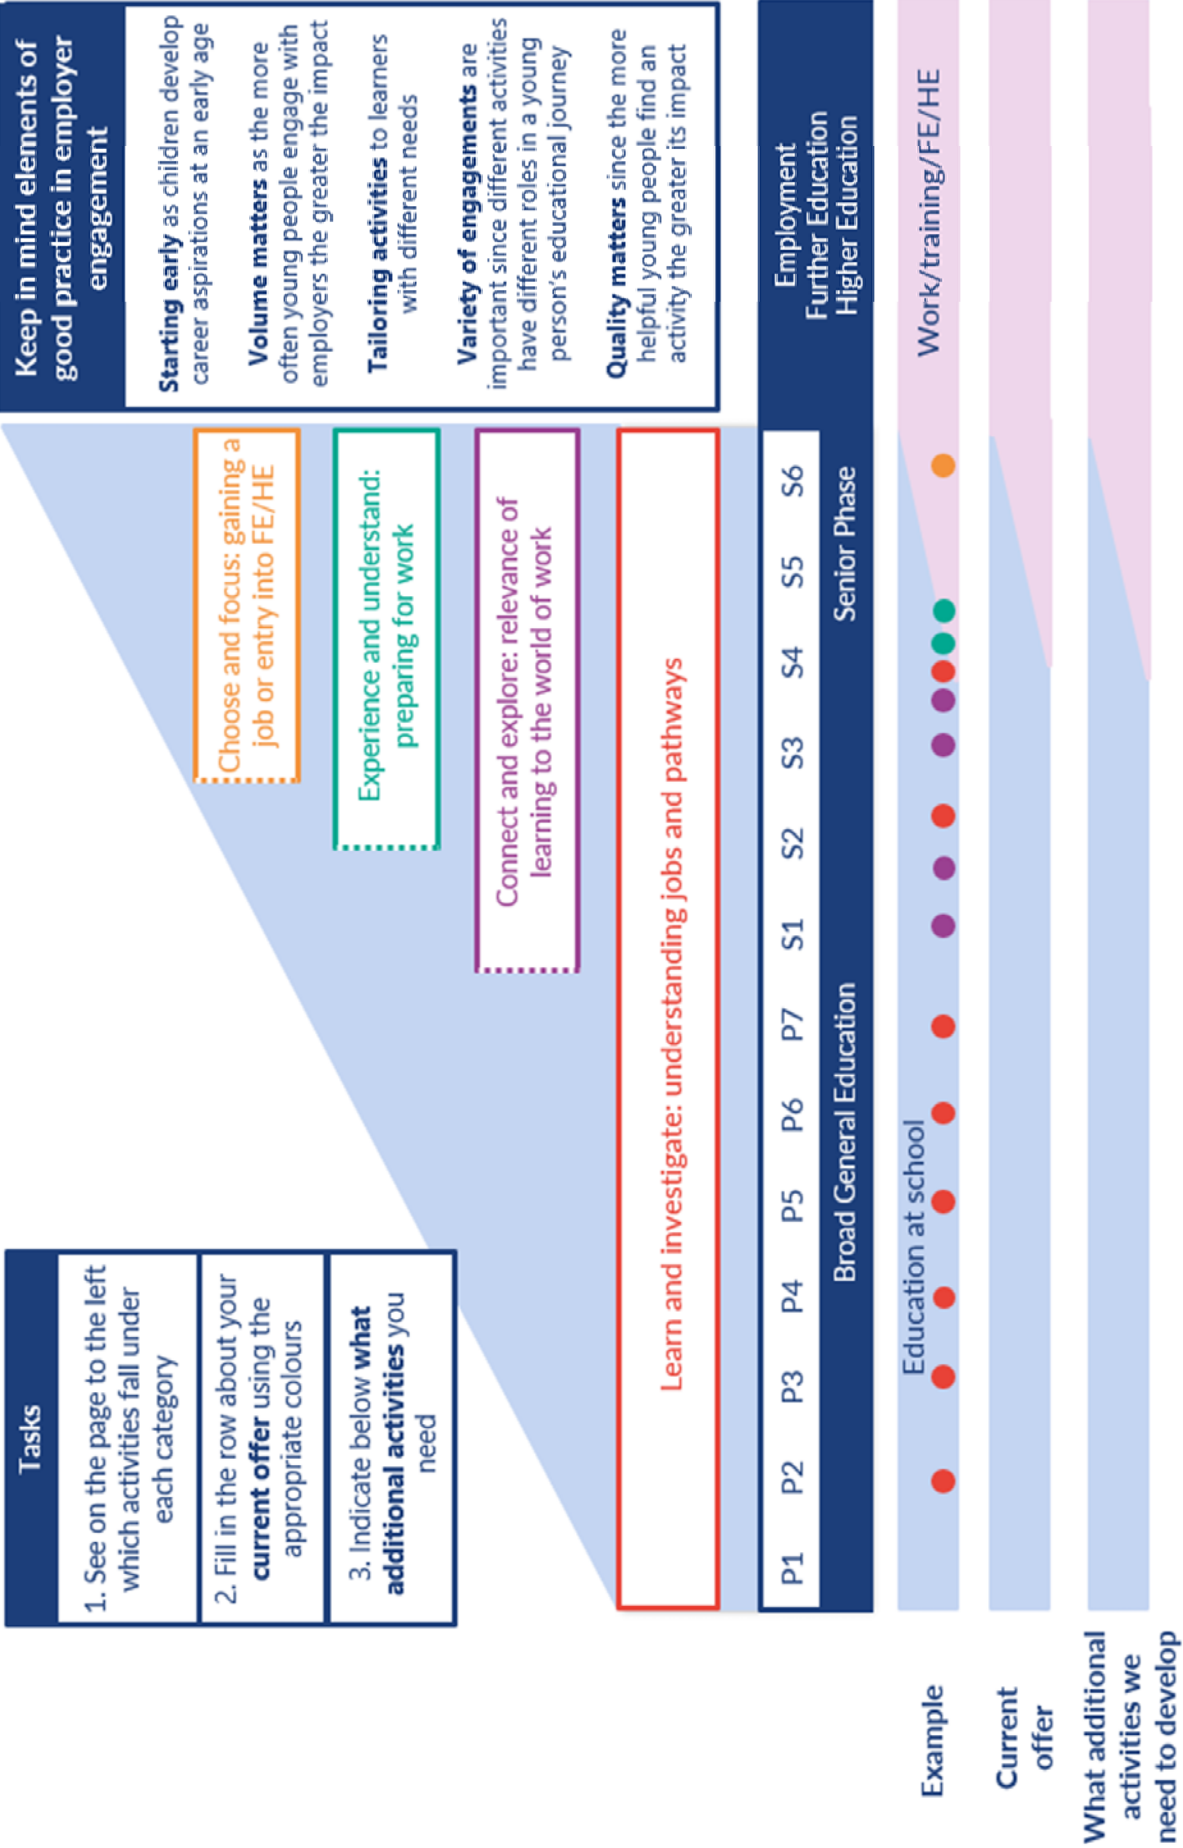 Tasks
1. See on the page to the left
which activities fall under
each category
2. Fill in the row about your
current offer using the
appropriate colours
3. Indicate below what
additional activities you
need
Keep in mind elements of
good practice in employer
engagement
Starting early as children develop
career aspirations at an early age
Volume matters as the more
often young people engage with
employers the greater the impact
Tailoring activities to learners
with different needs
Variety of engagements are
important since different activities
have different roles in a young
person's educational journey
Quality matters since the more
helpful young people find an
activity the greater its impact
Choose and focus: gaining a
job or entry into FE/HE
Experience and understand:
preparing for work
Connect and explore: relevance of
learning to the world of work
Learn and investigate: understanding jobs and pathways
P1 P2 P3 P4 P5 P6 P7 S1 S2 S3 S4 S5 S6
Broad General Education
Senior Phase
Employment
Further Education
Higher Education
Example
Education at school
Work/training/FE/HE
Current
offer
What additional
activities we
need to develop